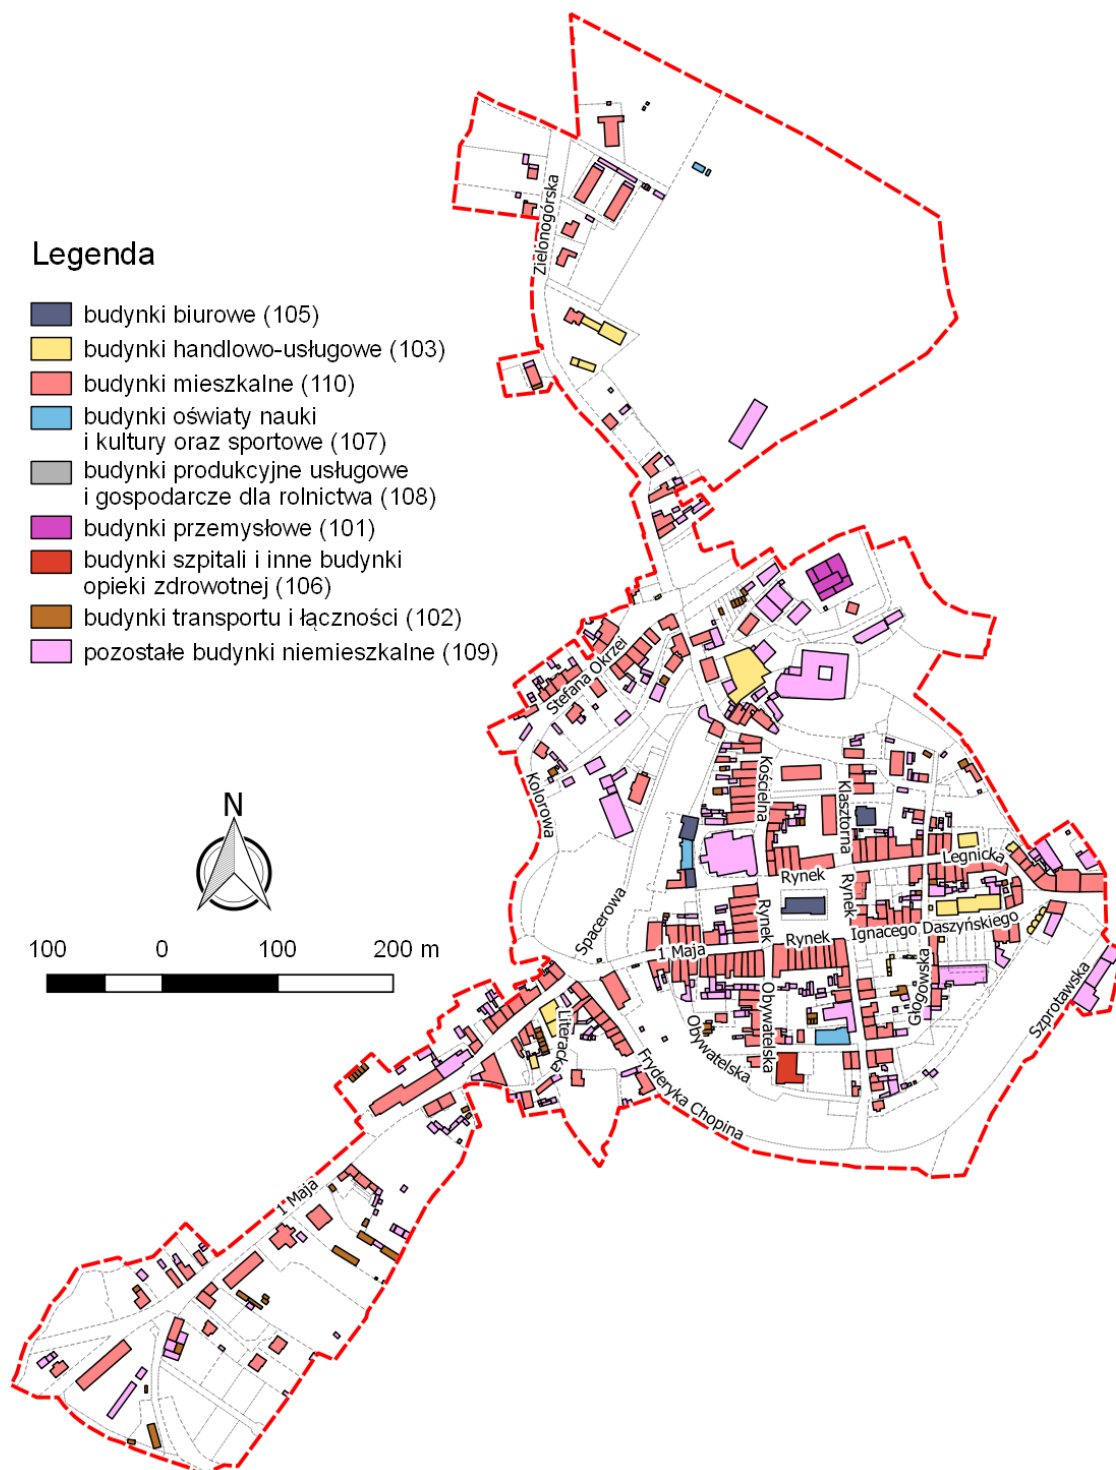 Zielonogórska
Legenda
budynki biurowe (105)
budynki handlowo-usługowe (103)
budynki mieszkalne (110)
budynki oświaty nauki
i kultury oraz sportowe (107)
budynki produkcyjne usługowe
i gospodarcze dla rolnictwa (108)
budynki przemysłowe (101)
budynki szpitali i inne budynki
opieki zdrowotnej (106)
budynki transportu i łączności (102)
pozostałe budynki niemieszkalne (109)
Stefana Okrzei
Kolorowa
Kościelna
Klasztorna
N
Legnicka
Rynek
Rynek
Spacerowa
Rynek
Rynek
Ignacego Daszyńskiego
1 Maja
100 0 100 200 m
Głogowska
Szprotawska
Literacka
Obywatelska
Obywatelska
Fryderyka Chopina
1 Maja